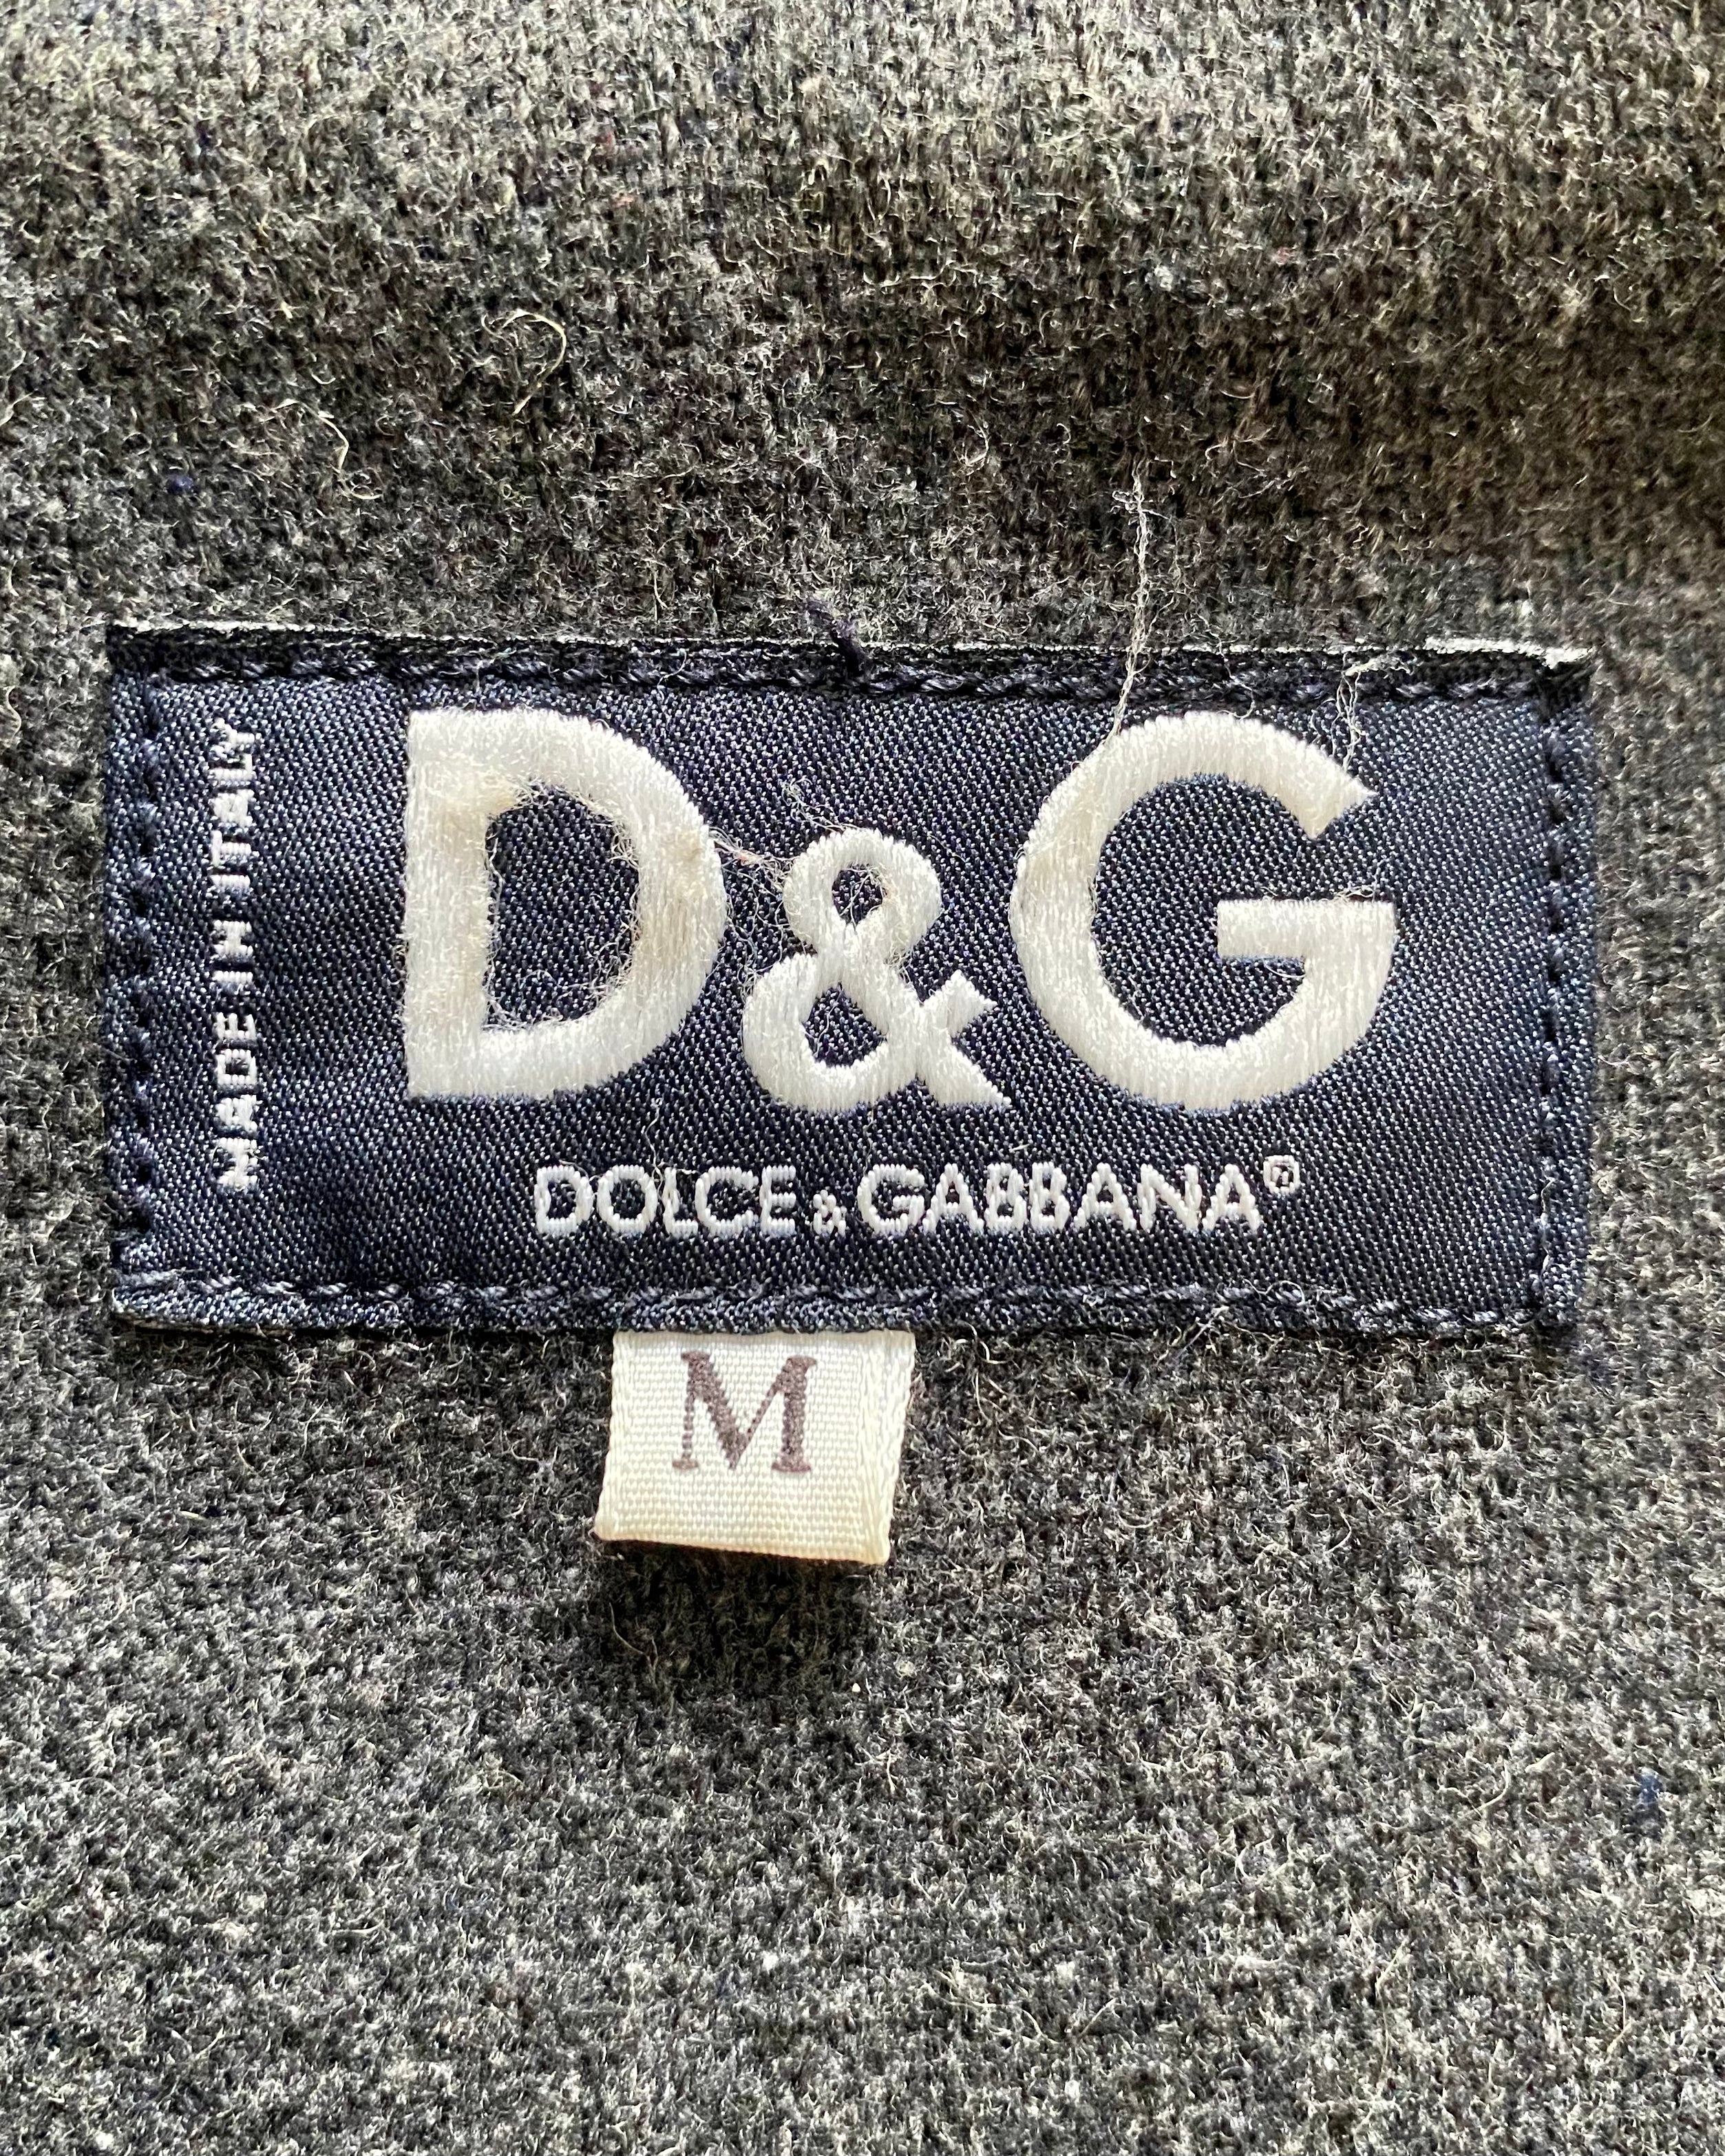 MADE IN ITALY
D&G
DOLCE & GABBANA®
M